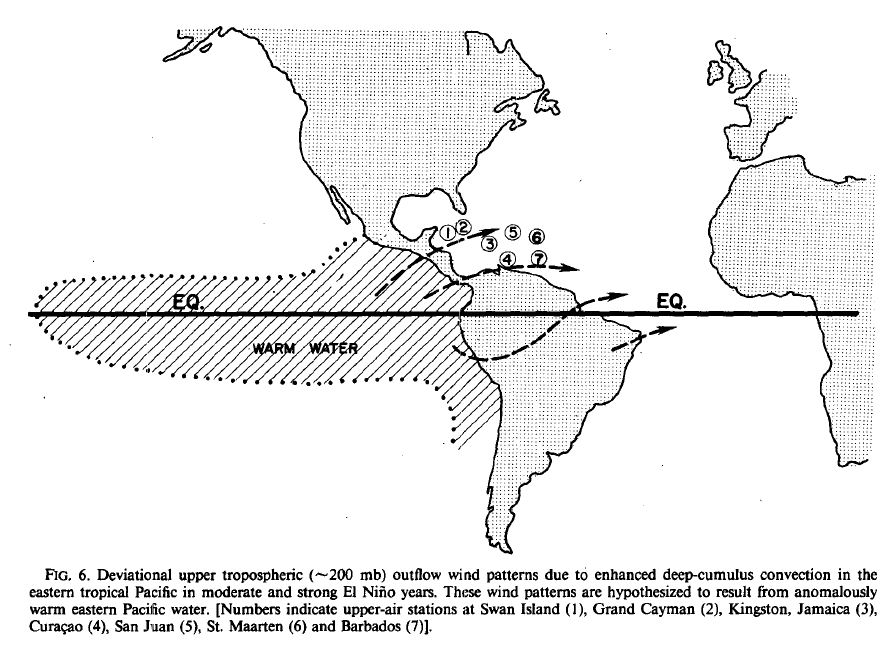 ① ②
⑤
⑥
③
④ ⑦
EQ. EQ.
WARM WATER
FIG. 6. Deviational upper tropospheric (~200 mb) outflow wind patterns due to enhanced deep-cumulus convection in the
eastern tropical Pacific in moderate and strong El Niño years. These wind patterns are hypothesized to result from anomalously
warm eastern Pacific water. [Numbers indicate upper-air stations at Swan Island (1), Grand Cayman (2), Kingston, Jamaica (3),
Curaçao (4), San Juan (5), St. Maarten (6) and Barbados (7)].